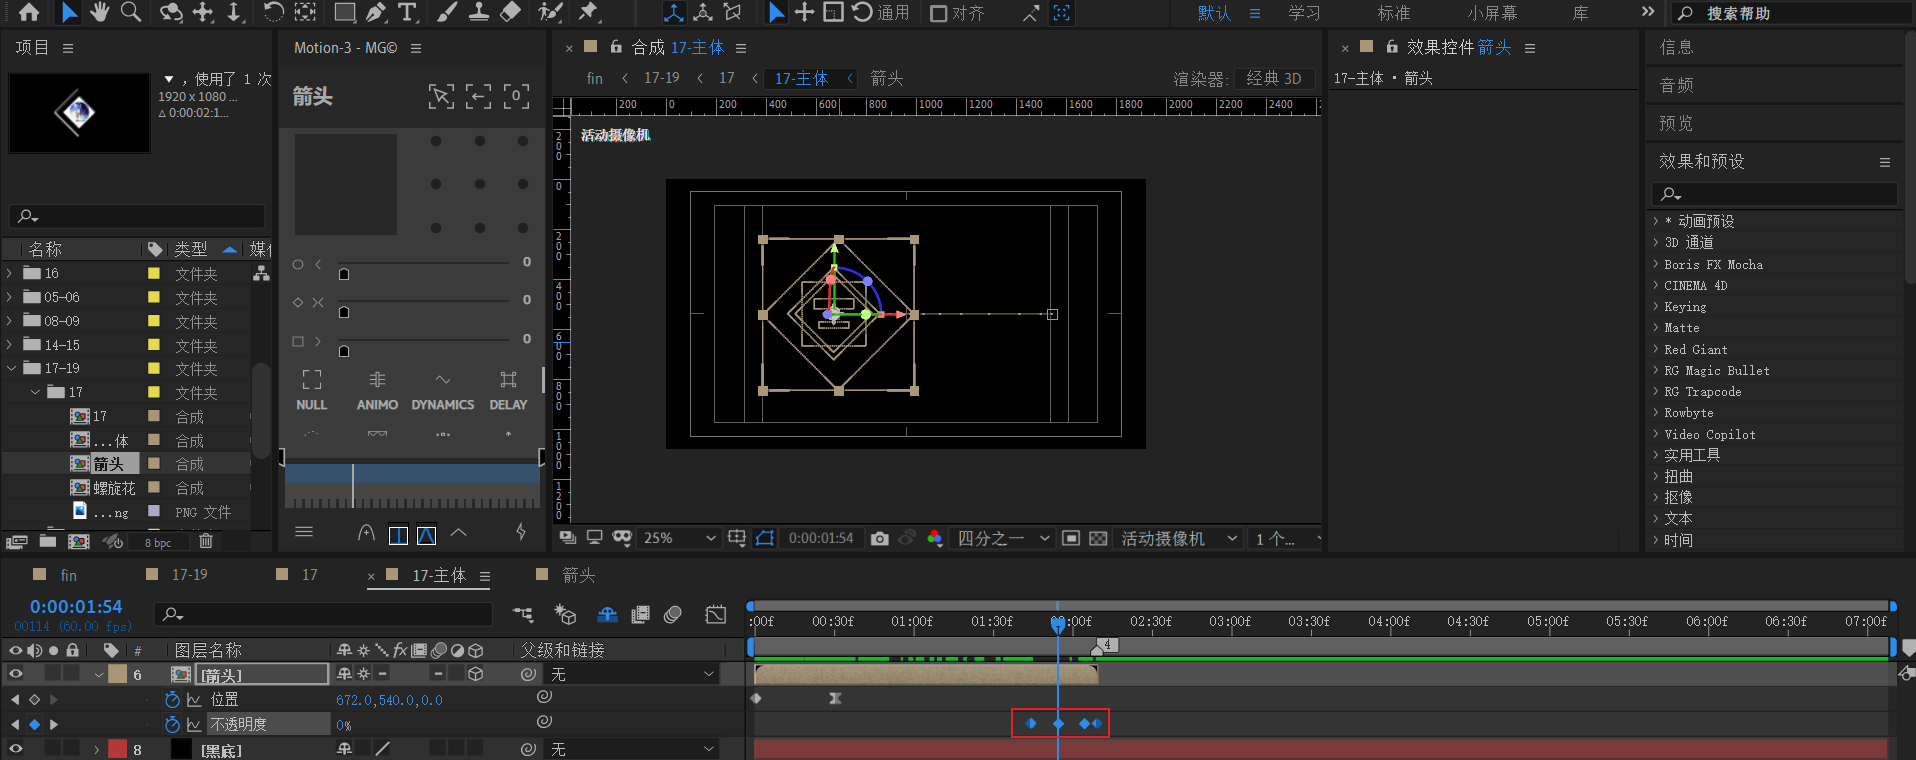 通用
对齐
默认
学习
标准
小屏幕
库
搜索帮助
项目
，使用了 1 次
1920 x 1080 ...
△ 0:00:02:1...
名称
类型
媒体
16 文件夹
05-06 文件夹
08-09 文件夹
14-15 文件夹
17-19 文件夹
17 文件夹
17 合成
...体 合成
箭头 合成
螺旋花 合成
...ng PNG 文件
8 bpc
Motion-3 - MG©
箭头
0
0
0
0
NULL ANIMO DYNAMICS DELAY
合成 17-主体
fin ‹ 17-19 ‹ 17 ‹ 17-主体 ‹ 箭头
渲染器: 经典 3D
200 0 200 400 600 800 1000 1200 1400 1600 1800 2000 2200 2400
200
0
200
400
600
800
1000
1200
活动摄像机
25%
0:00:01:54
四分之一
活动摄像机
1 个...
效果控件 箭头
17-主体 · 箭头
信息
音频
预览
效果和预设
* 动画预设
3D 通道
Boris FX Mocha
CINEMA 4D
Keying
Matte
Red Giant
RG Magic Bullet
RG Trapcode
Rowbyte
Video Copilot
实用工具
扭曲
抠像
文本
时间
fin
17-19
17
17-主体
箭头
0:00:01:54
00114 (60.00 fps)
:00f 00:30f 01:00f 01:30f 00:00f 02:30f 03:00f 03:30f 04:00f 04:30f 05:00f 05:30f 06:00f 06:30f 07:00f
4
# 图层名称 fx 父级和链接
6 [箭头] 无
位置 672.0,540.0,0.0
不透明度 0%
8 [黑底] 无